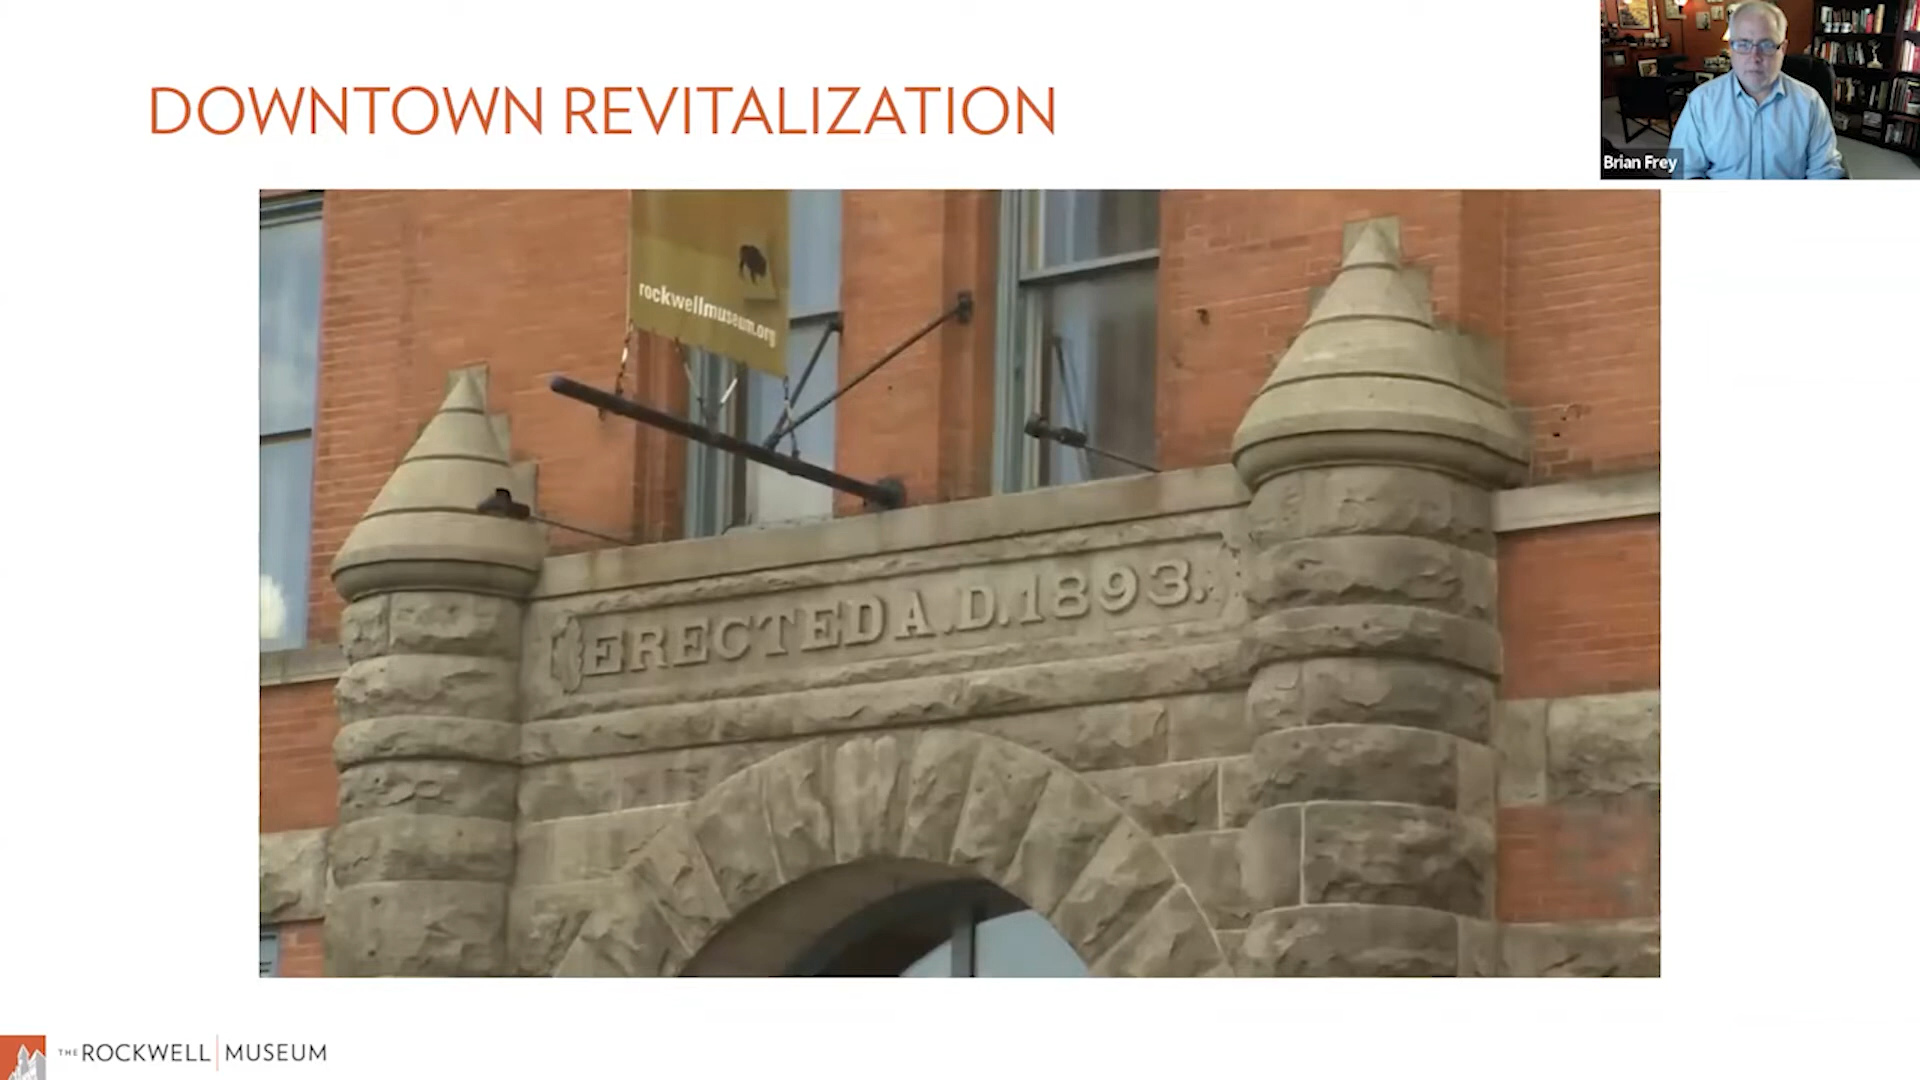 DOWNTOWN REVITALIZATION
Brian Frey
rockwellmuseum.org
ERECTED A.D. 1893.
THE ROCKWELL | MUSEUM